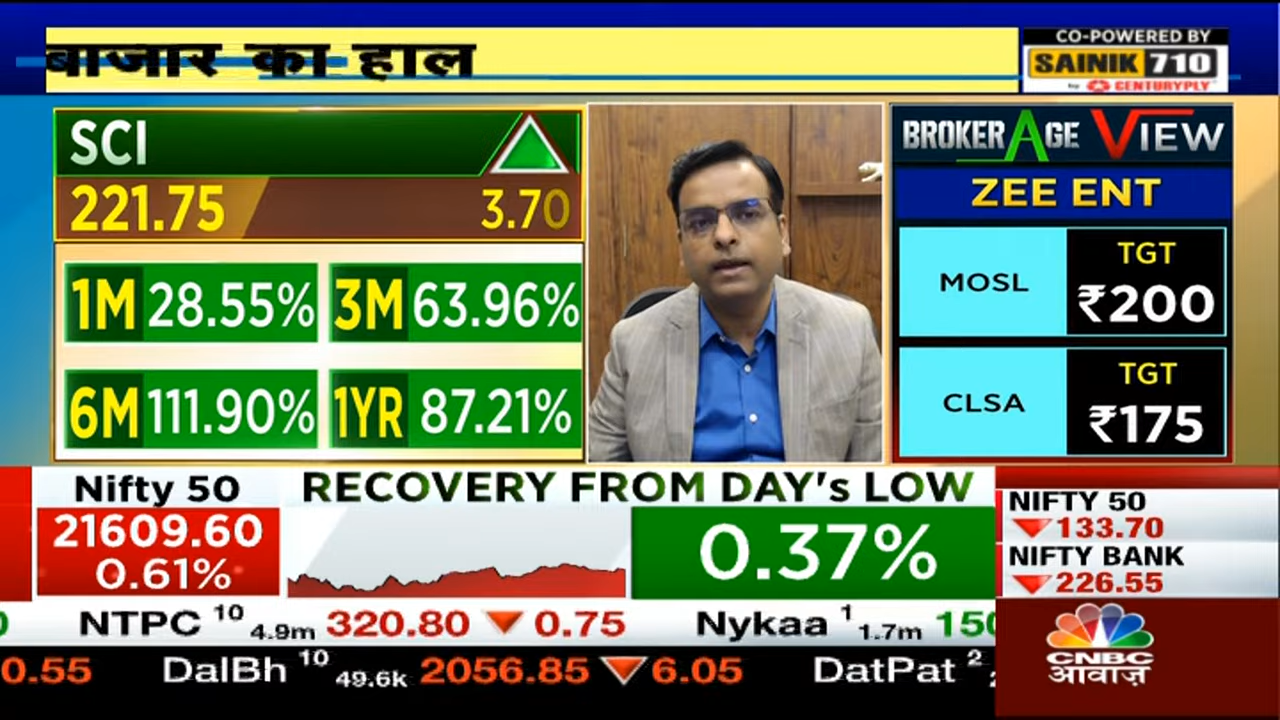 बाजार का हाल
CO-POWERED BY
SAINIK 710
by CENTURYPLY
SCI
221.75 3.70
1M 28.55% 3M 63.96%
6M 111.90% 1YR 87.21%
BROKERAGE VIEW
ZEE ENT
MOSL TGT ₹200
CLSA TGT ₹175
Nifty 50
21609.60
0.61%
RECOVERY FROM DAY's LOW
0.37%
NIFTY 50
133.70
NIFTY BANK
226.55
NTPC 10 4.9m 320.80 0.75 Nykaa 1 1.7m 150
0.55 DalBh 10 49.6k 2056.85 6.05 DatPat 2
CNBC
आवाज़